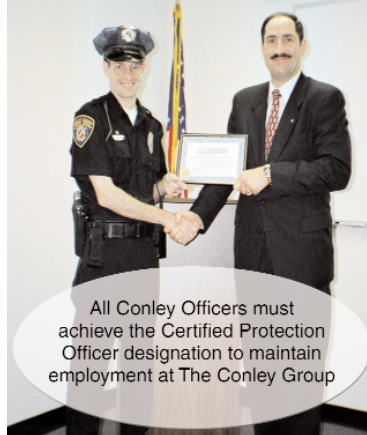 All Conley Officers must
achieve the Certified Protection
Officer designation to maintain
employment at The Conley Group